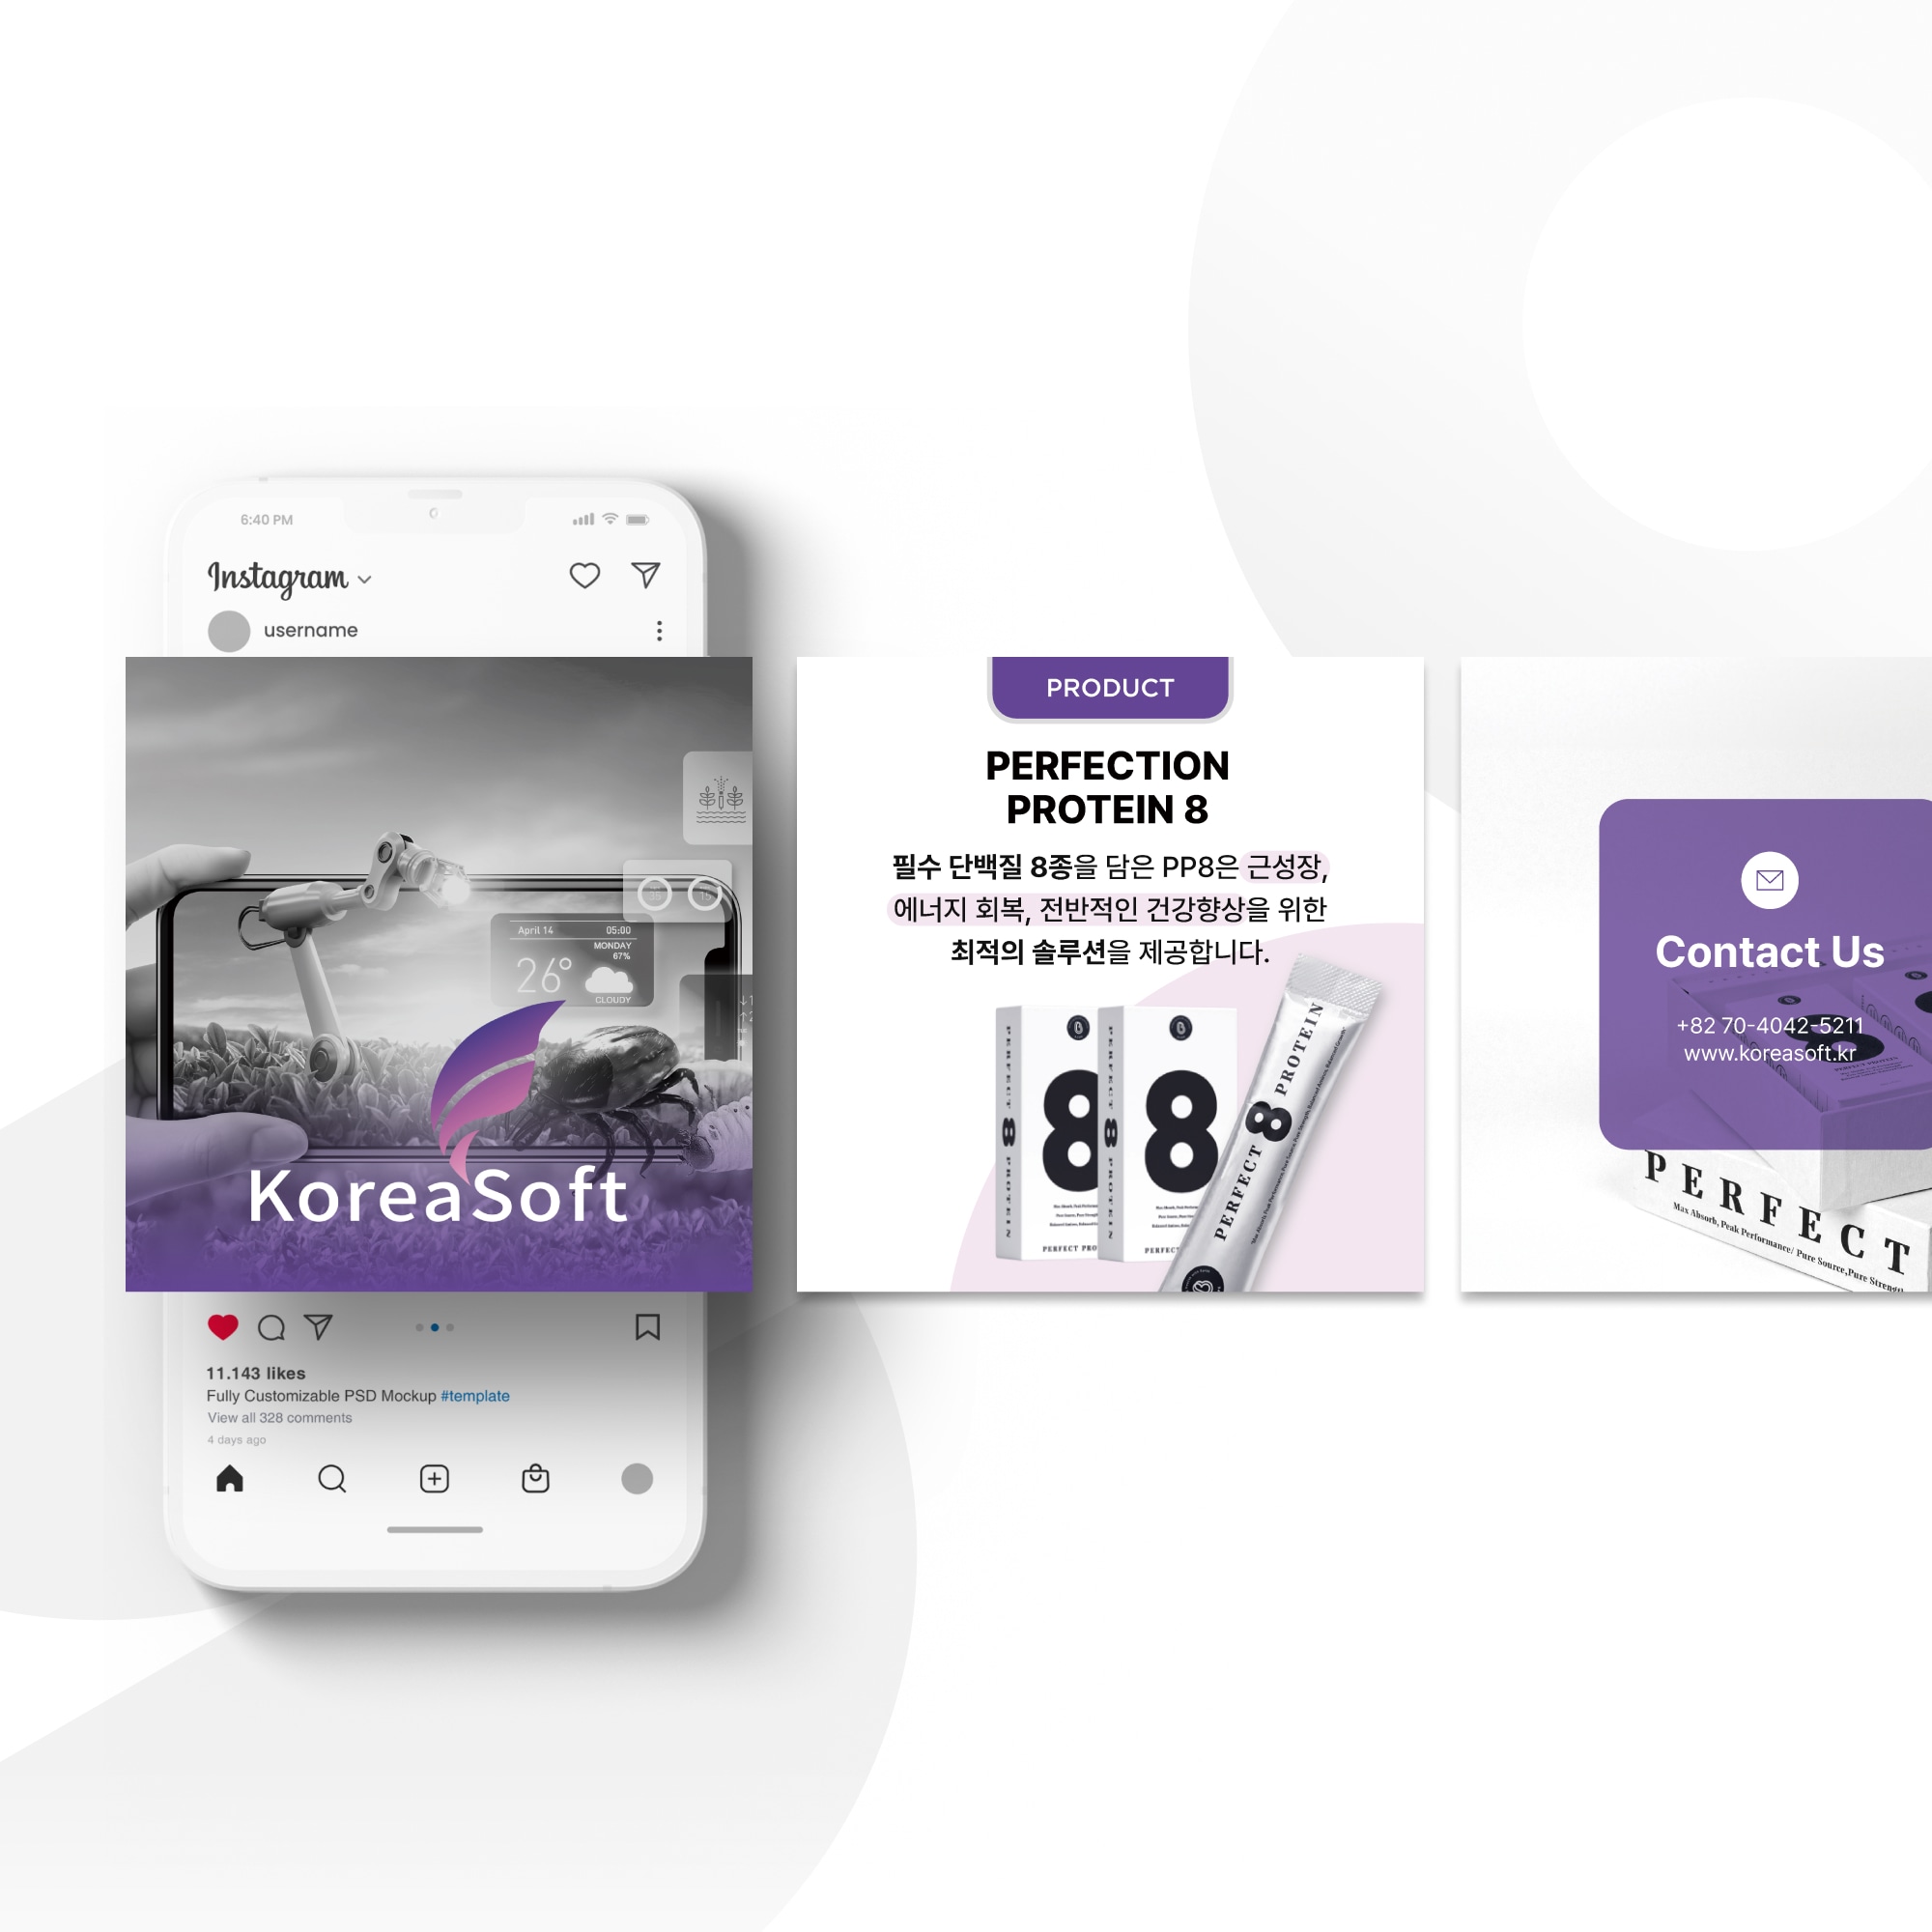 6:40 PM
Instagram
username
April 14 05:00
MONDAY
67%
26°
CLOUDY
KoreaSoft
11.143 likes
Fully Customizable PSD Mockup #template
View all 328 comments
4 days ago
PRODUCT
PERFECTION
PROTEIN 8
필수 단백질 8종을 담은 PP8은 근성장,
에너지 회복, 전반적인 건강향상을 위한
최적의 솔루션을 제공합니다.
PERFECT 8 PROTEIN
8
PERFECT PRO
PERFECT 8 PROTEIN
8
PERFECT
PERFECT 8 PROTEIN
Contact Us
+82 70-4042-5211
www.koreasoft.kr
8
PERFECT
Max Absorb, Peak Performance/ Pure Source,Pure Strength